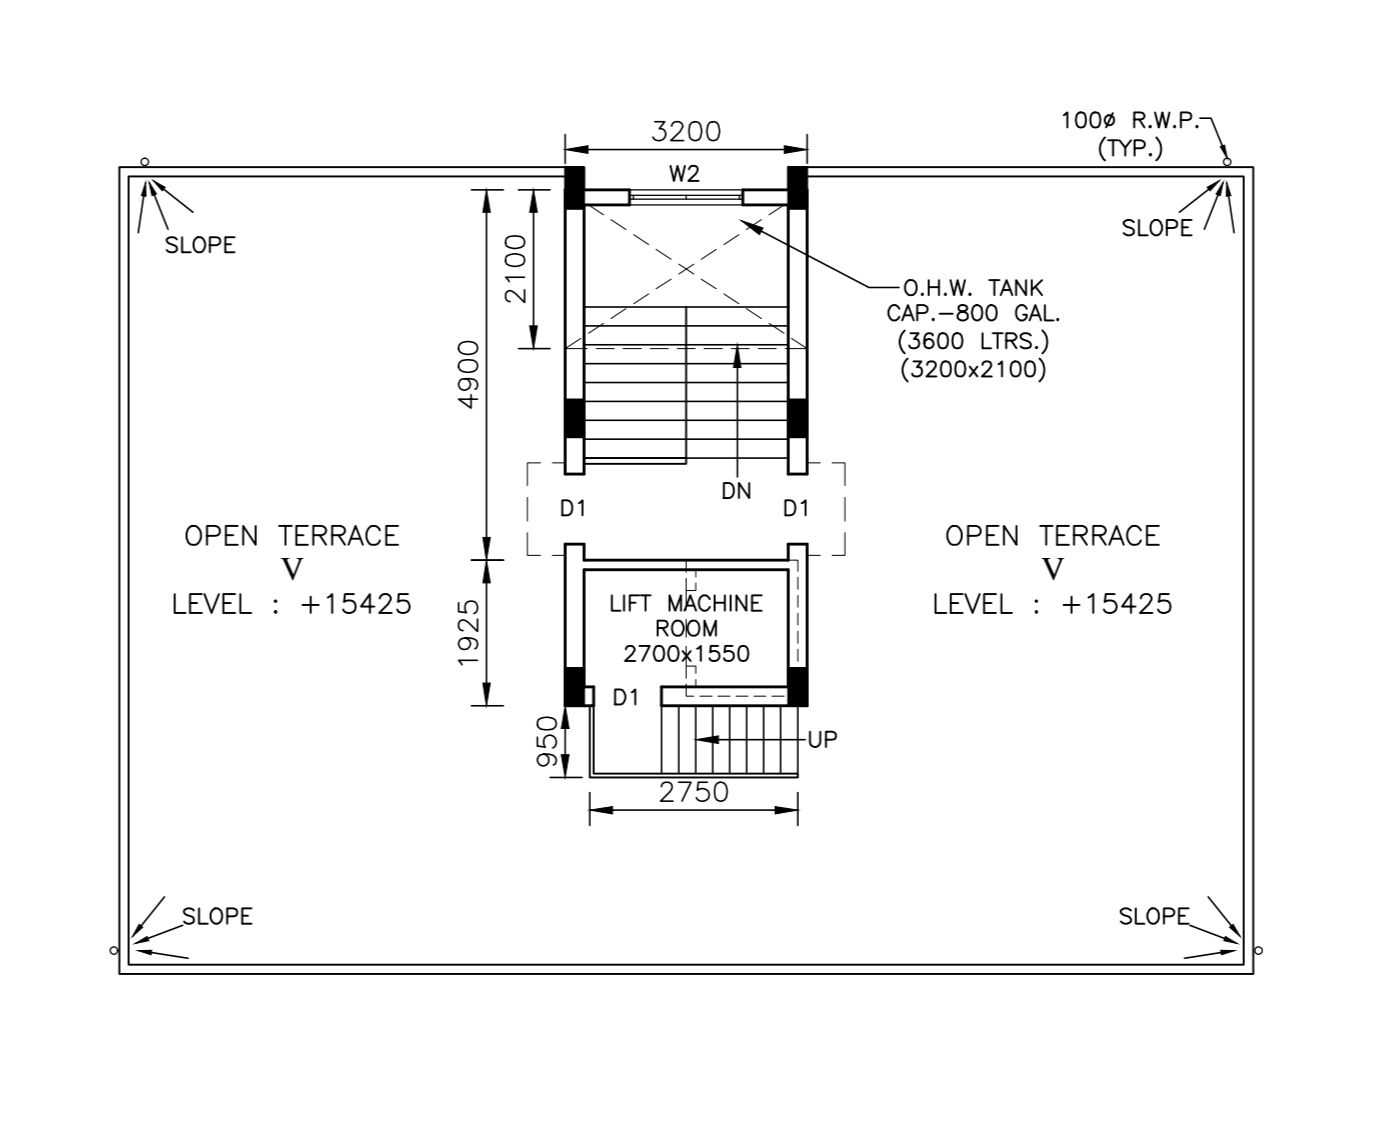 100ø R.W.P.
(TYP.)
3200
W2
SLOPE
SLOPE
2100
O.H.W. TANK
CAP.-800 GAL.
(3600 LTRS.)
(3200x2100)
4900
DN
D1
D1
OPEN TERRACE
V
LEVEL : +15425
OPEN TERRACE
V
LEVEL : +15425
1925
LIFT MACHINE
ROOM
2700x1550
D1
950
UP
2750
SLOPE
SLOPE